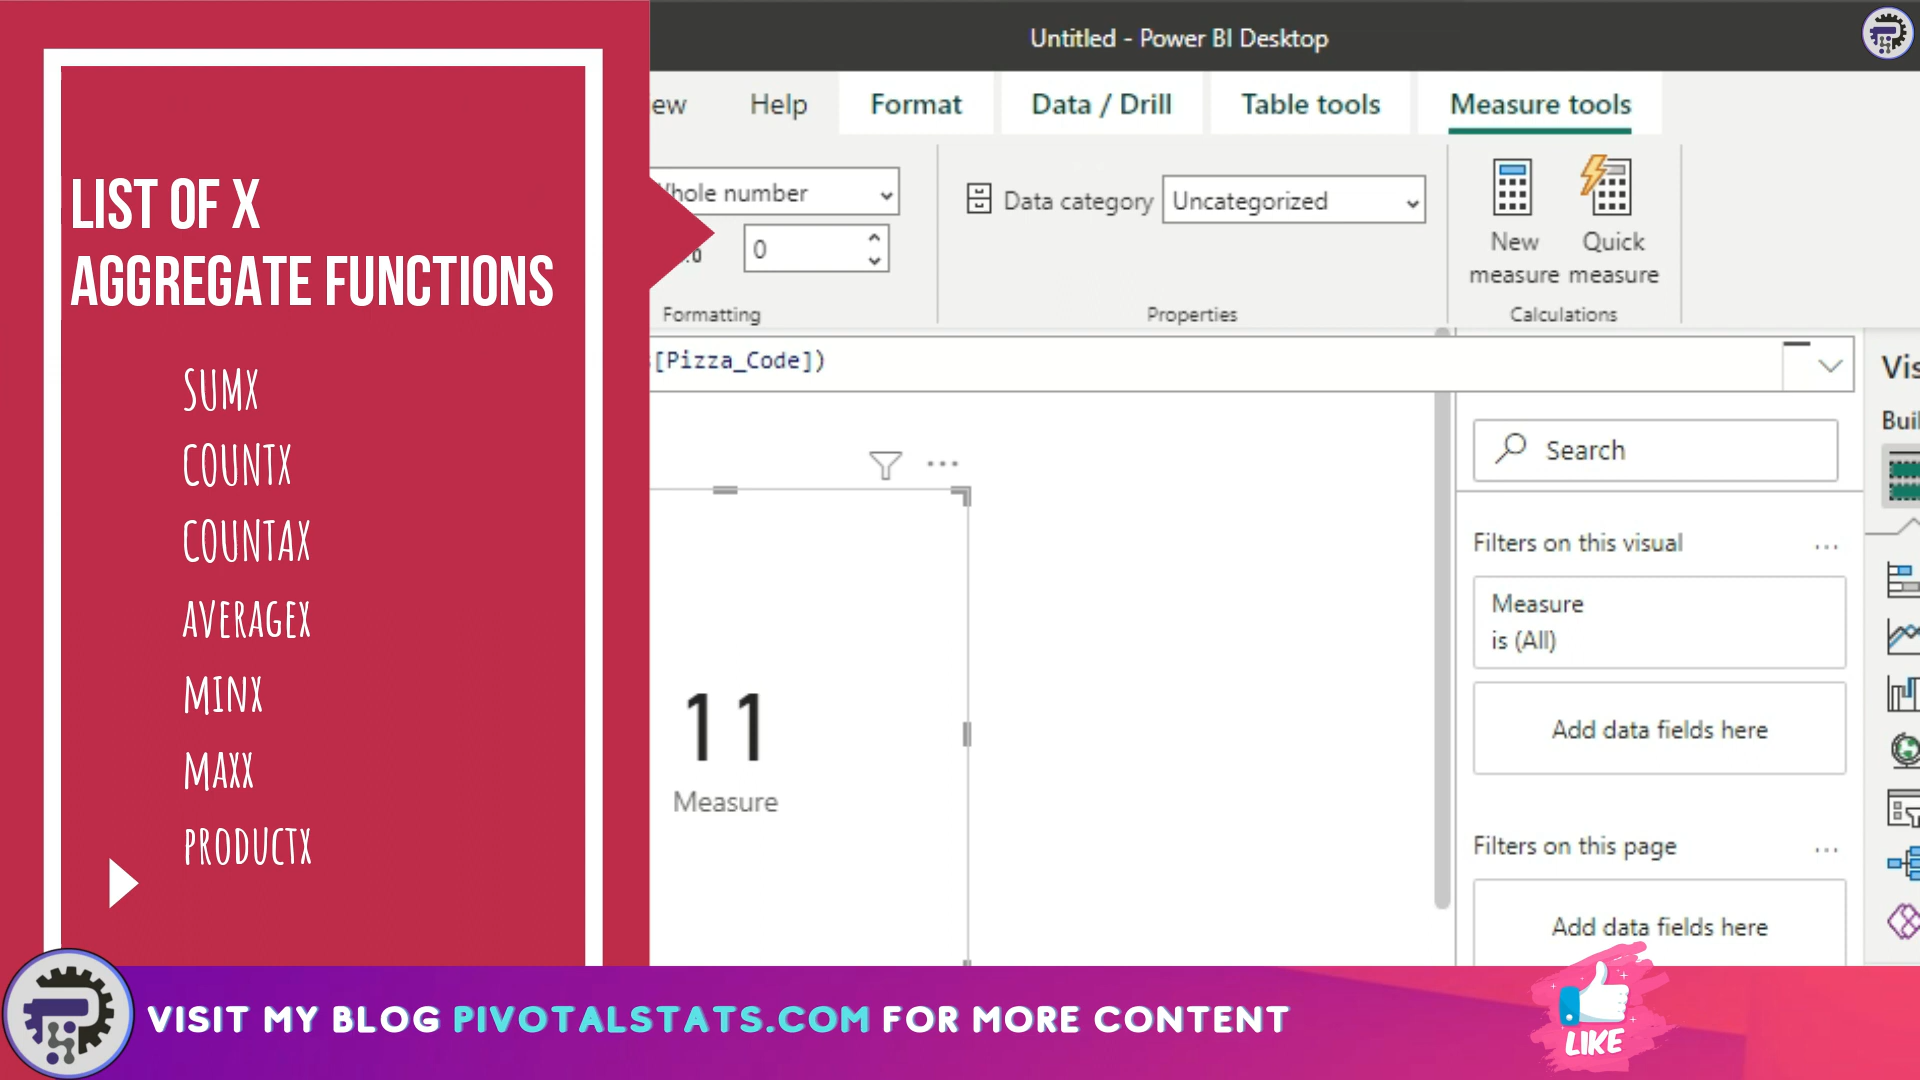 Untitled - Power BI Desktop
ew Help Format Data / Drill Table tools Measure tools
LIST OF X
AGGREGATE FUNCTIONS
SUMX
COUNTX
COUNTAX
AVERAGEX
MINX
MAXX
PRODUCTX
hole number
0
Formatting
Data category Uncategorized
Properties
New
measure
Quick
measure
Calculations
[Pizza_Code])
11
Measure
Search
Filters on this visual ...
Measure
is (All)
Add data fields here
Filters on this page ...
Add data fields here
Vis
Buil
VISIT MY BLOG PIVOTALSTATS.COM FOR MORE CONTENT
LIKE